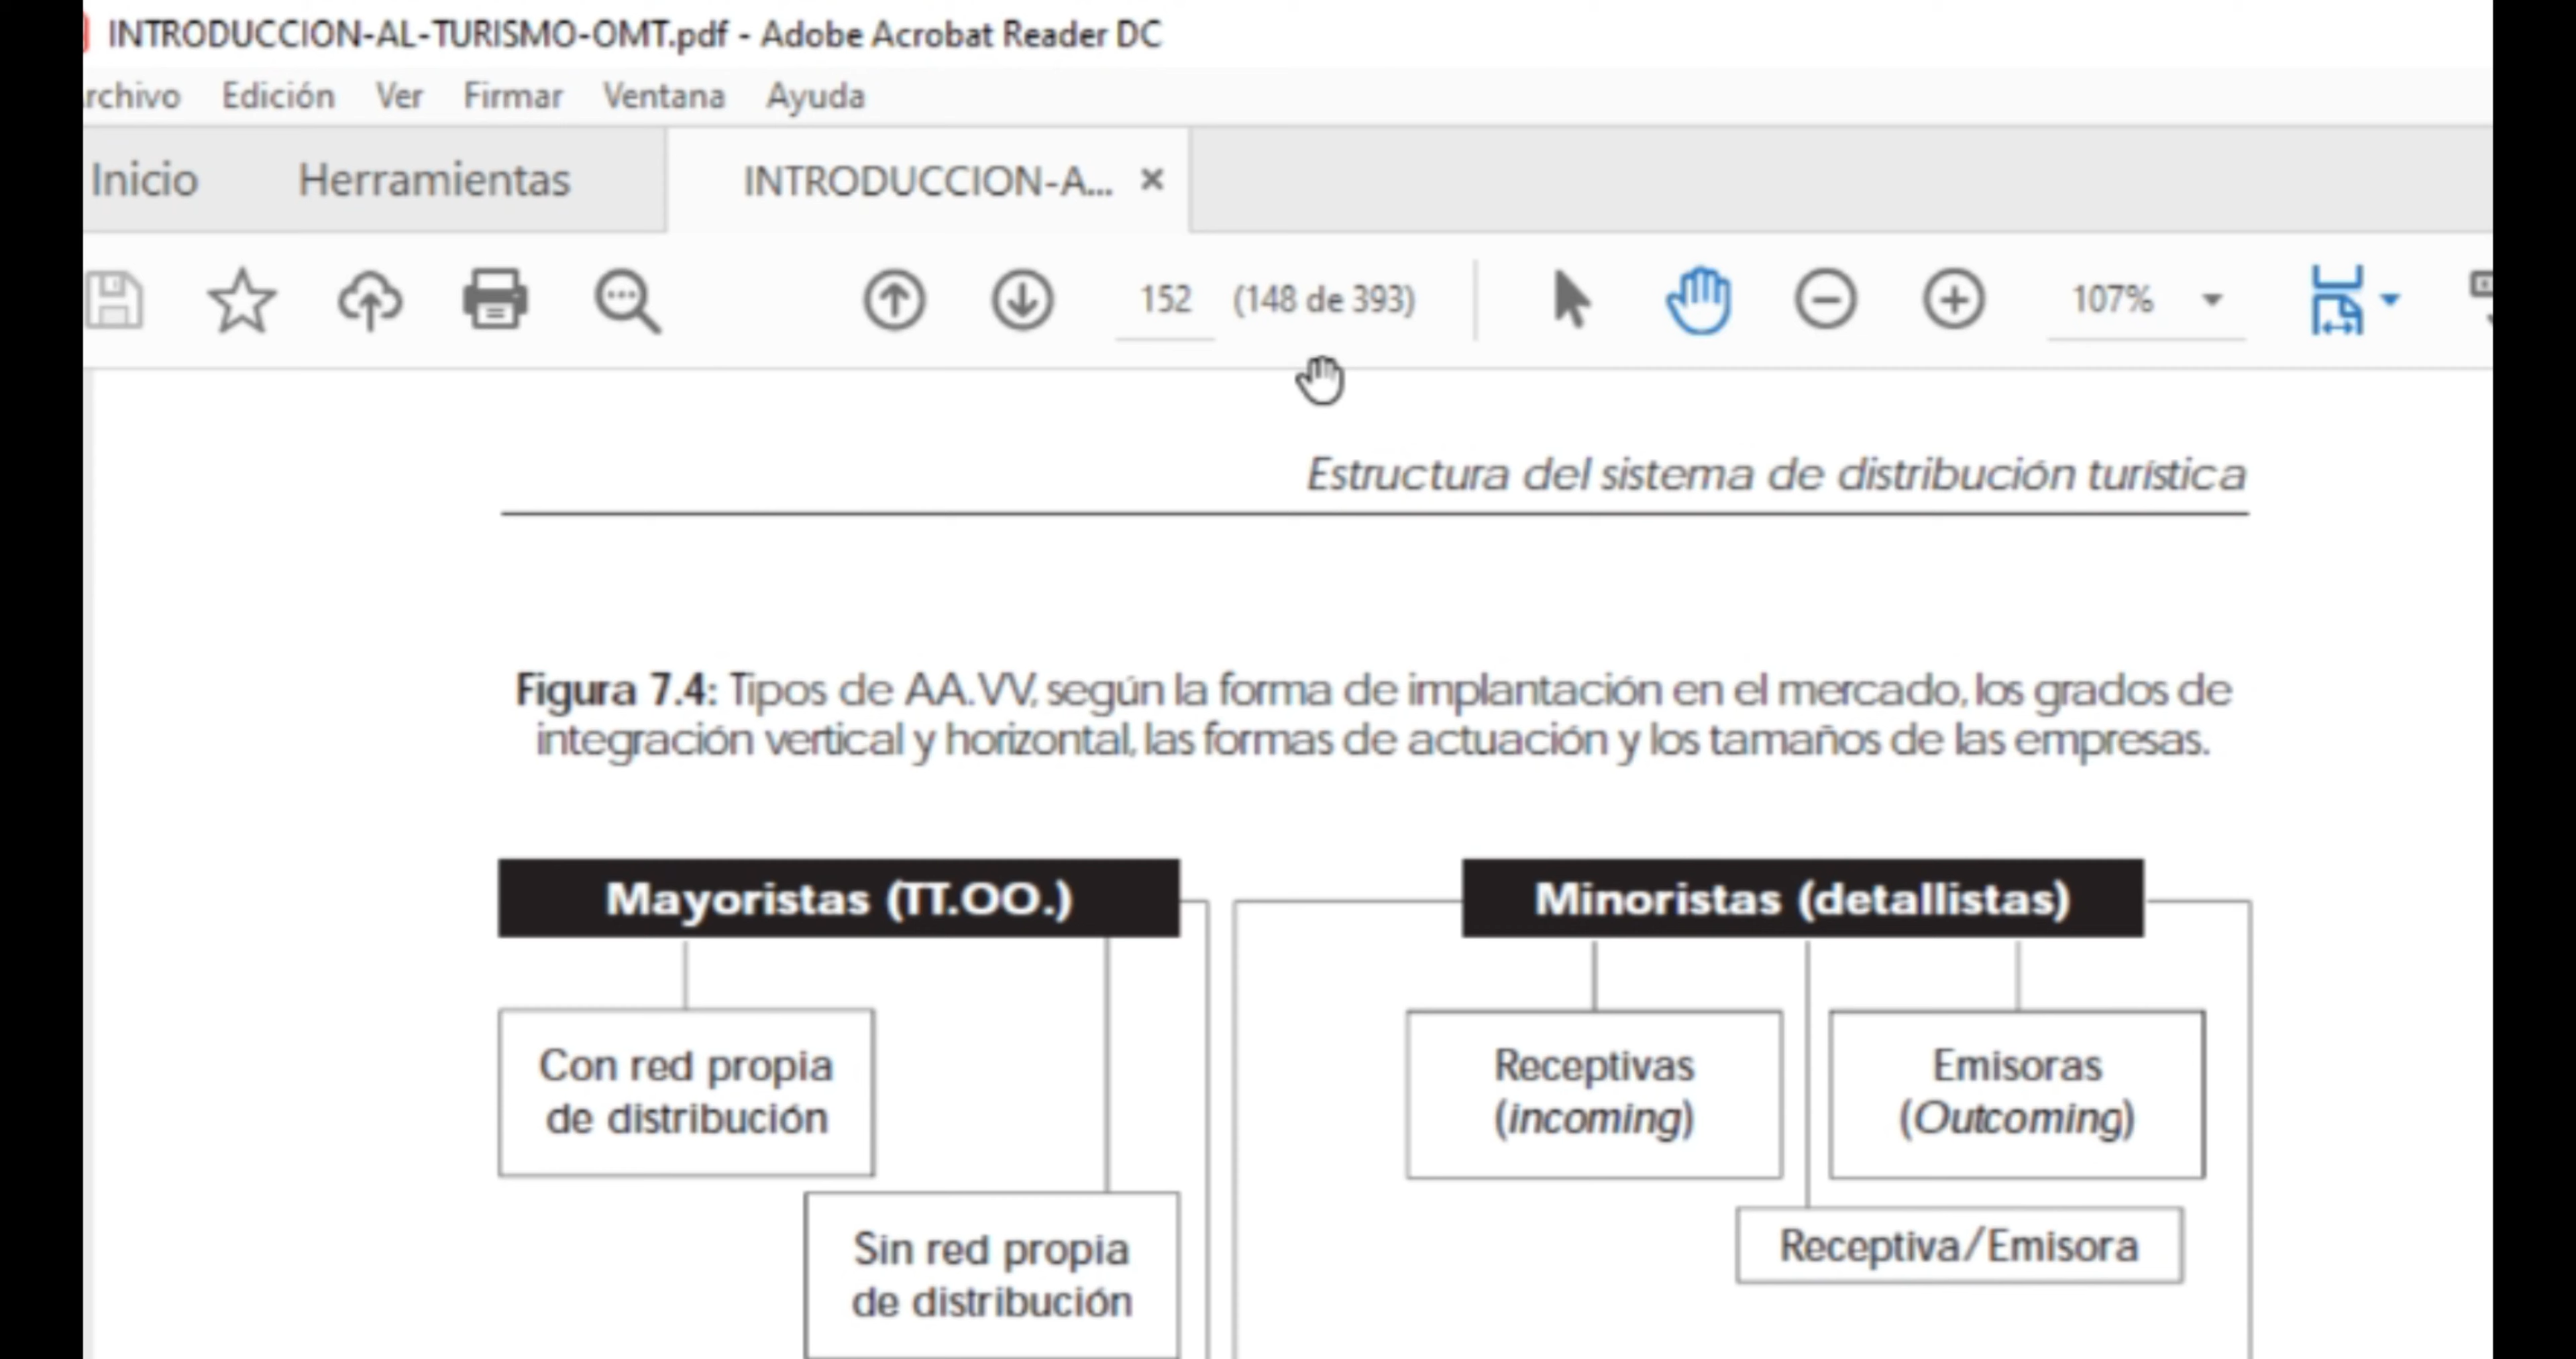 INTRODUCCION-AL-TURISMO-OMT.pdf - Adobe Acrobat Reader DC
rchivo Edición Ver Firmar Ventana Ayuda
Inicio Herramientas INTRODUCCION-A... ×
152 (148 de 393) 107%
Estructura del sistema de distribución turística
Figura 7.4: Tipos de AA.VV, según la forma de implantación en el mercado, los grados de
integración vertical y horizontal, las formas de actuación y los tamaños de las empresas.
Mayoristas (TT.OO.)
Minoristas (detallistas)
Con red propia
de distribución
Receptivas
(incoming)
Emisoras
(Outcoming)
Sin red propia
de distribución
Receptiva/Emisora